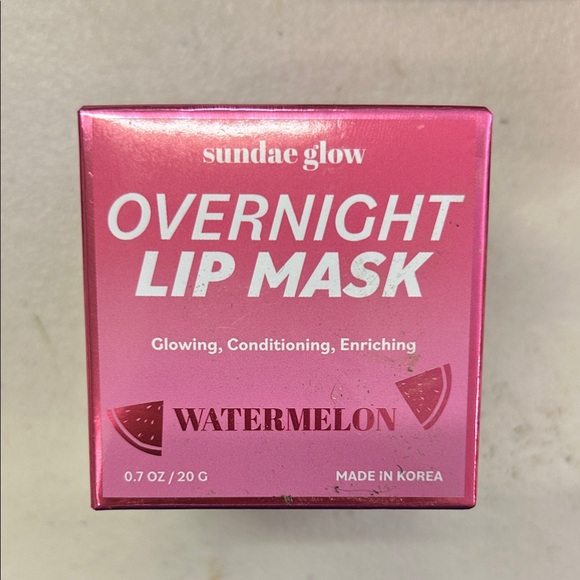 sundae glow
OVERNIGHT
LIP MASK
Glowing, Conditioning, Enriching
WATERMELON
0.7 OZ / 20 G MADE IN KOREA